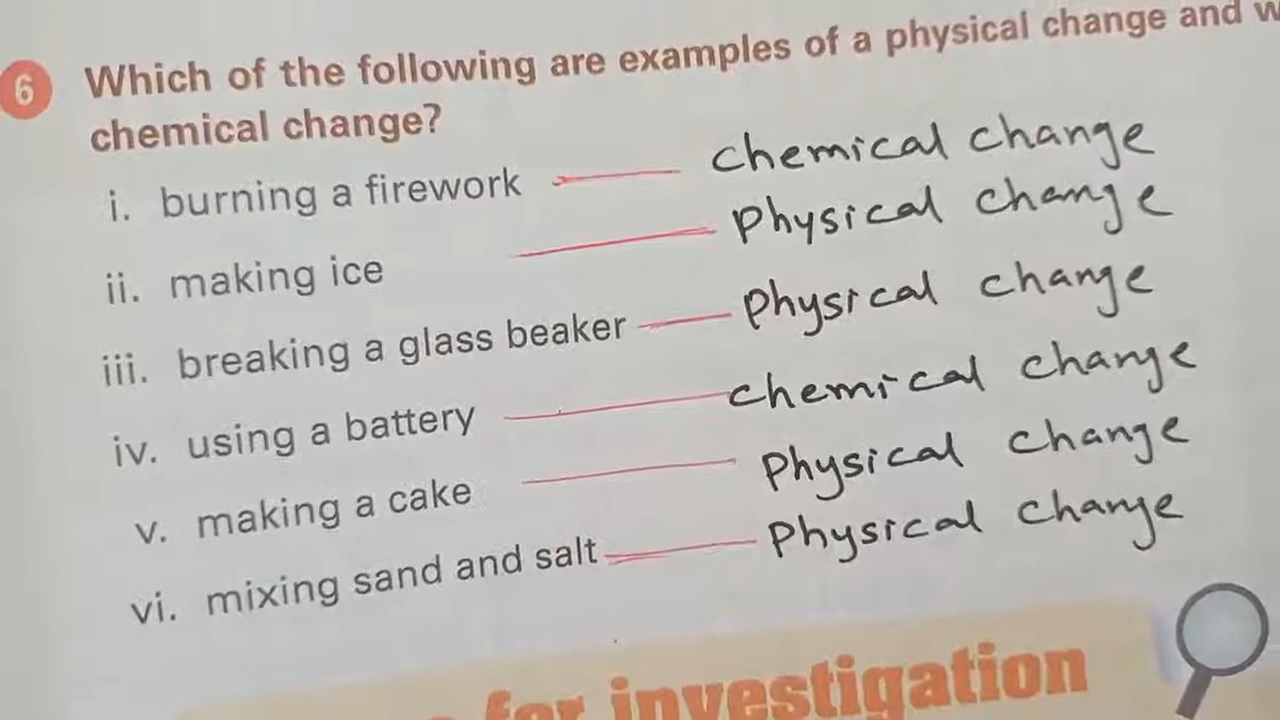 6 Which of the following are examples of a physical change and
chemical change?
i. burning a firework chemical change
ii. making ice Physical change
iii. breaking a glass beaker Physical change
iv. using a battery chemical change
v. making a cake Physical change
vi. mixing sand and salt Physical change
for investigation